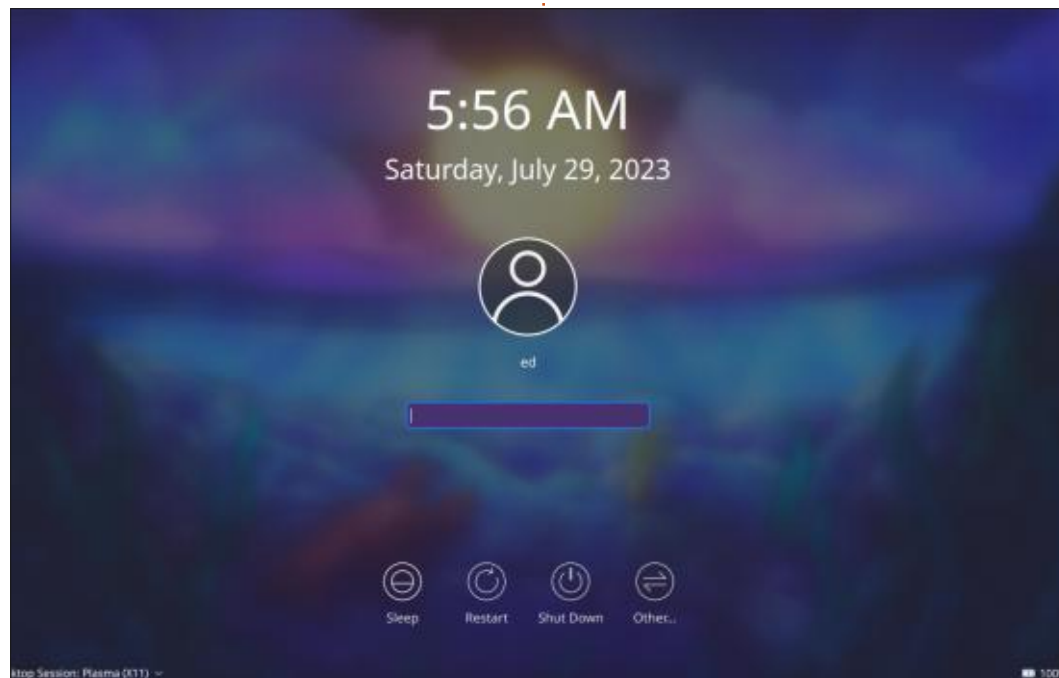 5:56 AM
Saturday, July 29, 2023
ed
Sleep
Restart
Shut Down
Other...
ktop Session: Plasma (X11)
100